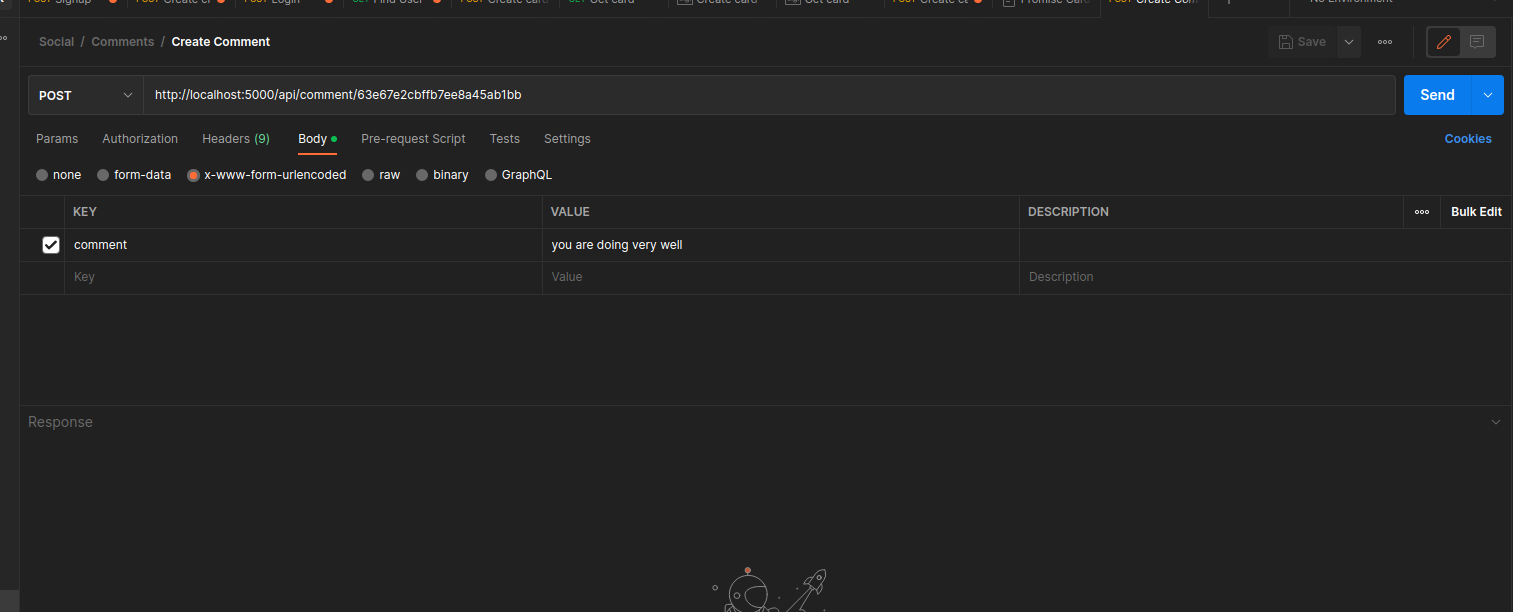 POST Signup POST Create cr POST Login GET Find User POST Create card GET Get card Create card Get card POST Create ct Promise Card POST Create Con No Environment
Social / Comments / Create Comment Save
POST http://localhost:5000/api/comment/63e67e2cbffb7ee8a45ab1bb Send
Params Authorization Headers (9) Body Pre-request Script Tests Settings Cookies
none form-data x-www-form-urlencoded raw binary GraphQL
KEY VALUE DESCRIPTION Bulk Edit
comment you are doing very well
Key Value Description
Response